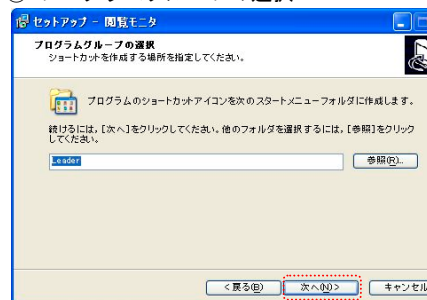 セットアップ - 閲覧モニタ
プログラムグループの選択
ショートカットを作成する場所を指定してください。
プログラムのショートカットアイコンを次のスタートメニューフォルダに作成します。
続けるには、[次へ]をクリックしてください。他のフォルダを選択するには、[参照]をクリック
してください。
Leader
参照(R)...
< 戻る(B)
次へ(N) >
キャンセル